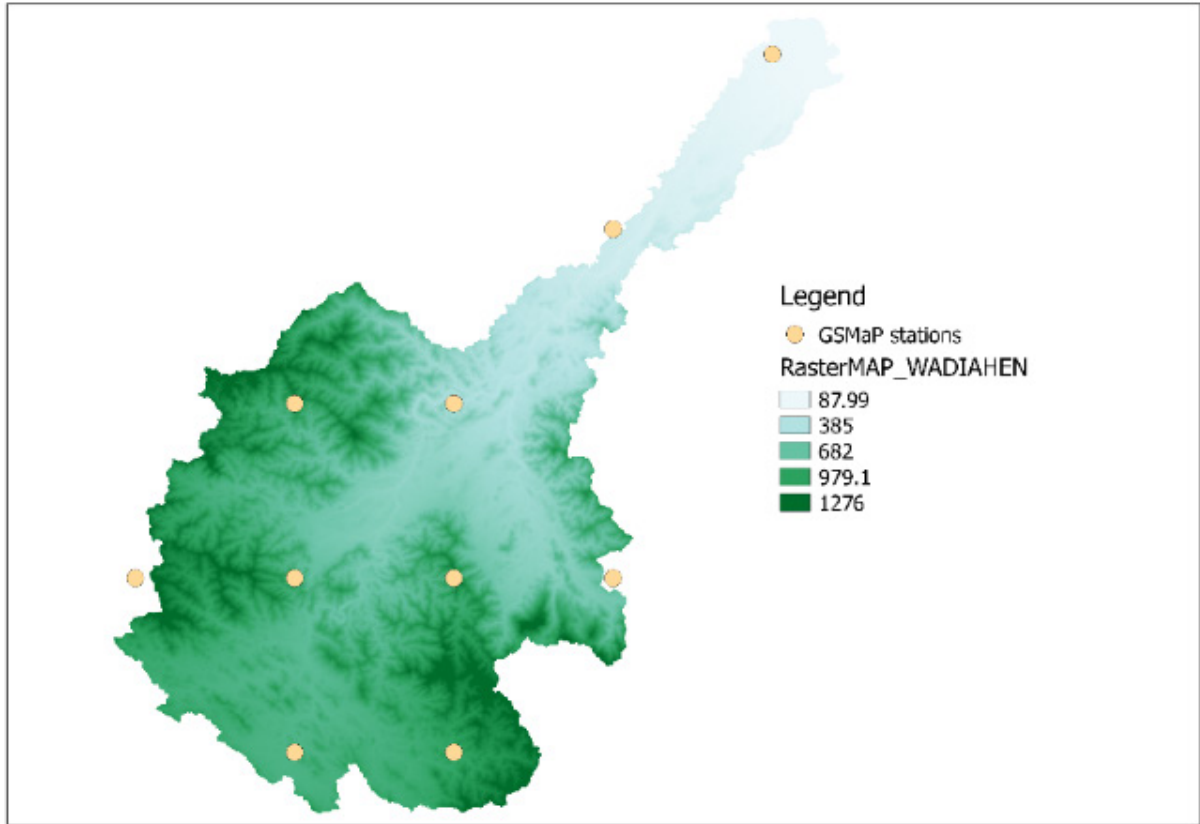 Legend
GSMaP stations
RasterMAP_WADIAHEN
87.99
385
682
979.1
1276